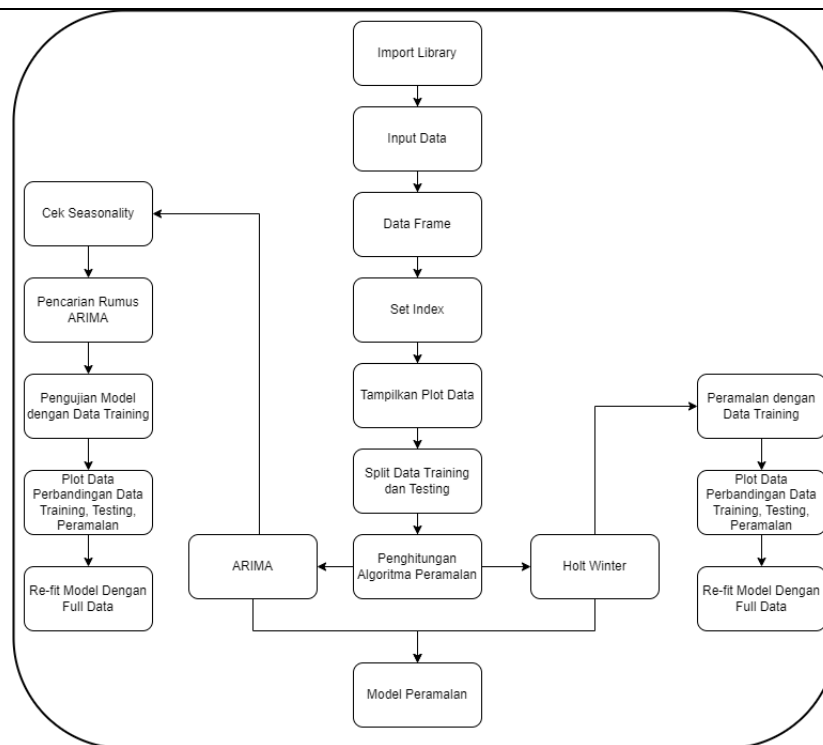 Import Library
Input Data
Data Frame
Set Index
Tampilkan Plot Data
Split Data Training
dan Testing
Penghitungan
Algoritma Peramalan
ARIMA
Cek Seasonality
Pencarian Rumus
ARIMA
Pengujian Model
dengan Data Training
Plot Data
Perbandingan Data
Training, Testing,
Peramalan
Re-fit Model Dengan
Full Data
Holt Winter
Peramalan dengan
Data Training
Plot Data
Perbandingan Data
Training, Testing,
Peramalan
Re-fit Model Dengan
Full Data
Model Peramalan